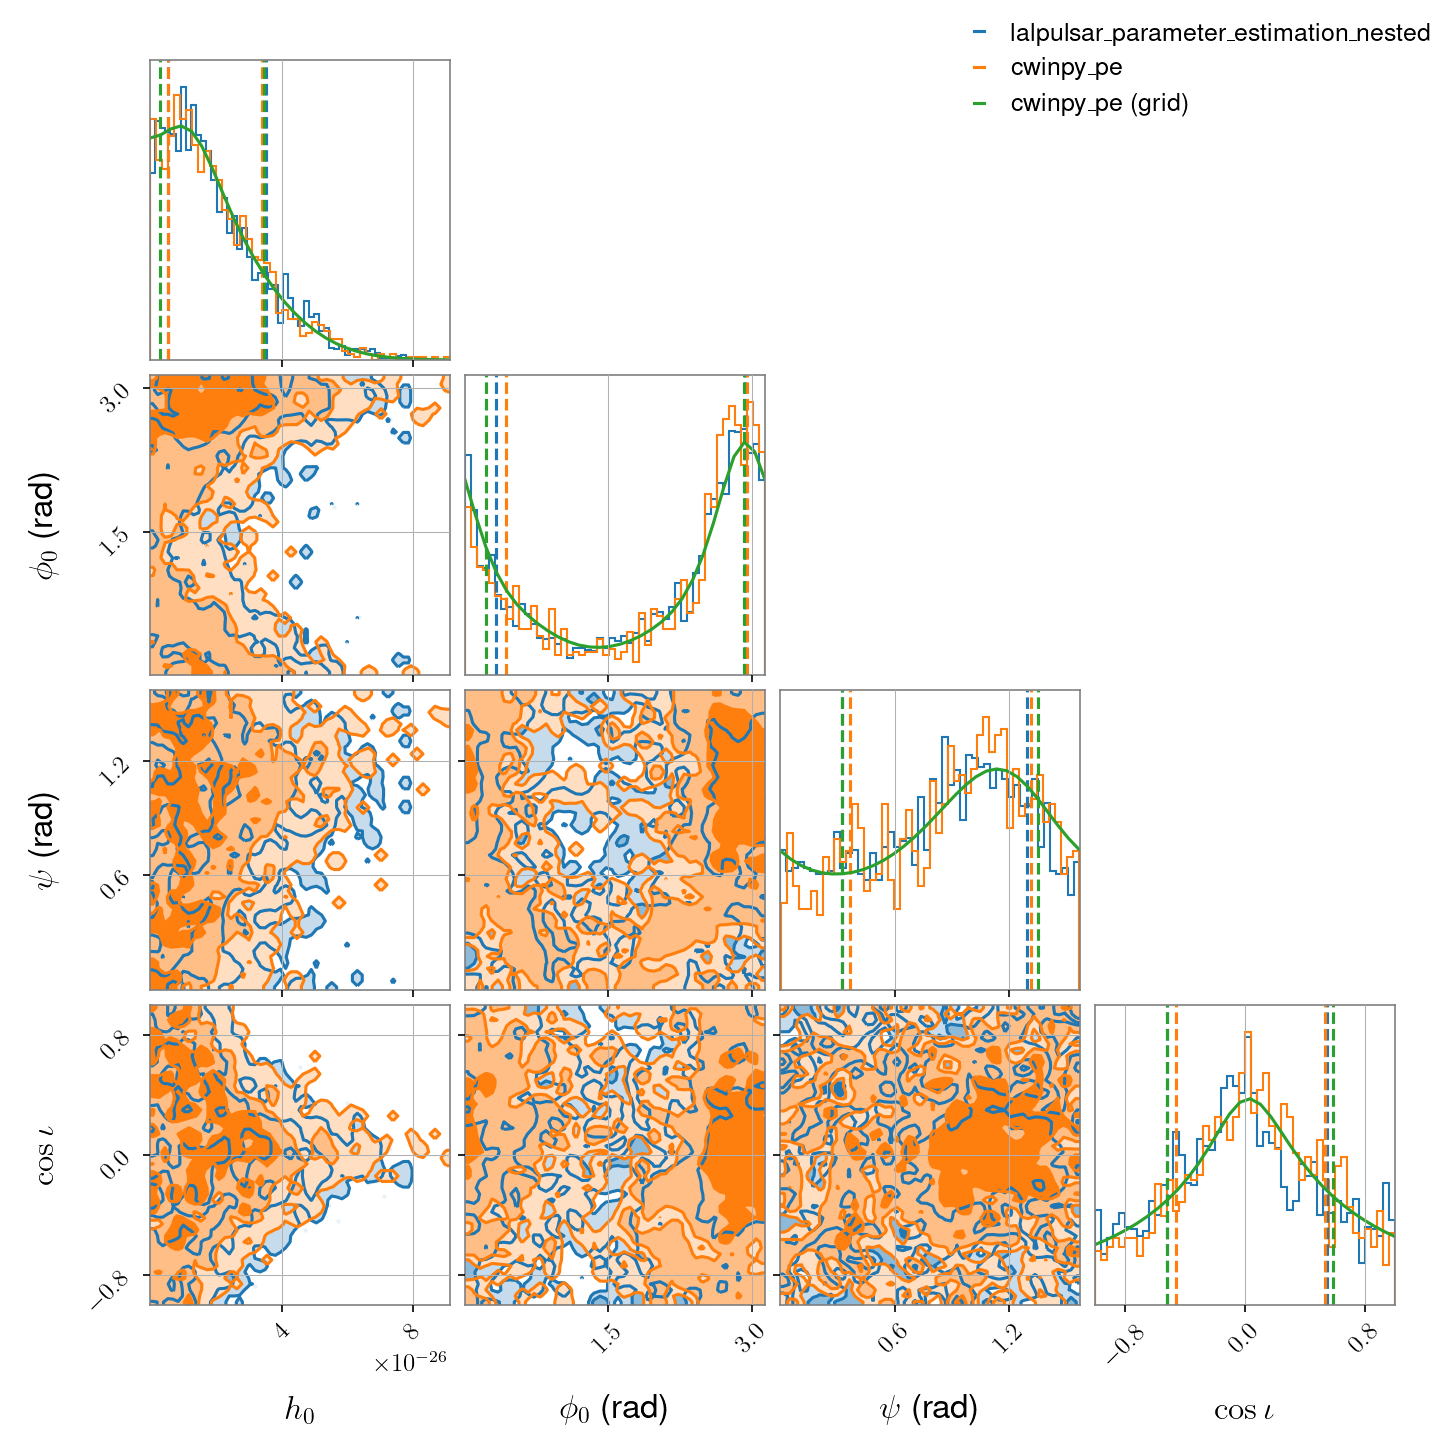 lalpulsar_parameter_estimation_nested
cwinpy_pe
cwinpy_pe (grid)
3.0
1.5
ϕ₀ (rad)
1.2
0.6
ψ (rad)
0.8
0.0
−0.8
cos ι
4 8
×10⁻²⁶
1.5 3.0
0.6 1.2
−0.8 0.0 0.8
h₀ ϕ₀ (rad) ψ (rad) cos ι